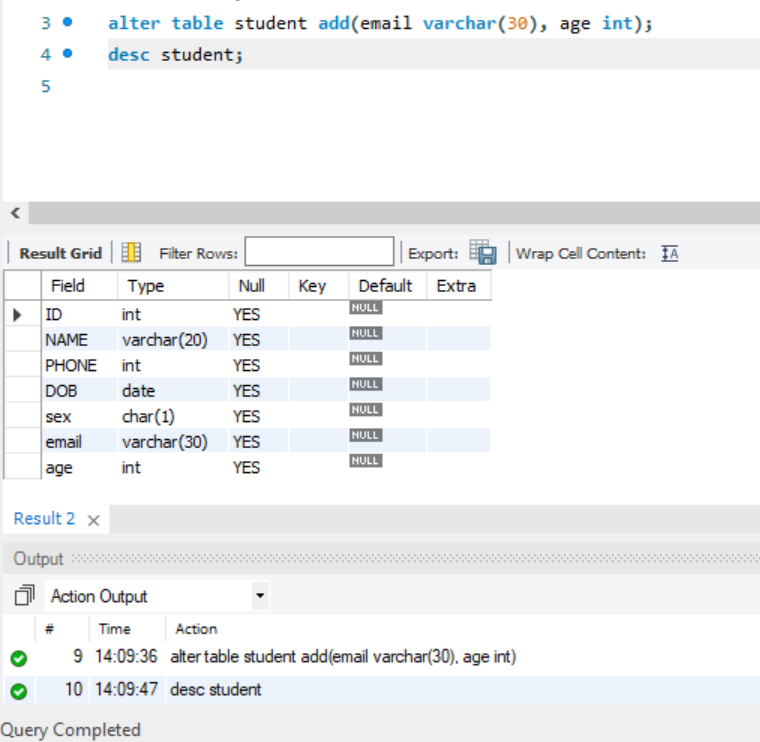 3 alter table student add(email varchar(30), age int);
4 desc student;
5
Result Grid Filter Rows: Export: Wrap Cell Content: IA
Field Type Null Key Default Extra
ID int YES NULL
NAME varchar(20) YES NULL
PHONE int YES NULL
DOB date YES NULL
sex char(1) YES NULL
email varchar(30) YES NULL
age int YES NULL
Result 2 ×
Output
Action Output
# Time Action
9 14:09:36 alter table student add(email varchar(30), age int)
10 14:09:47 desc student
Query Completed